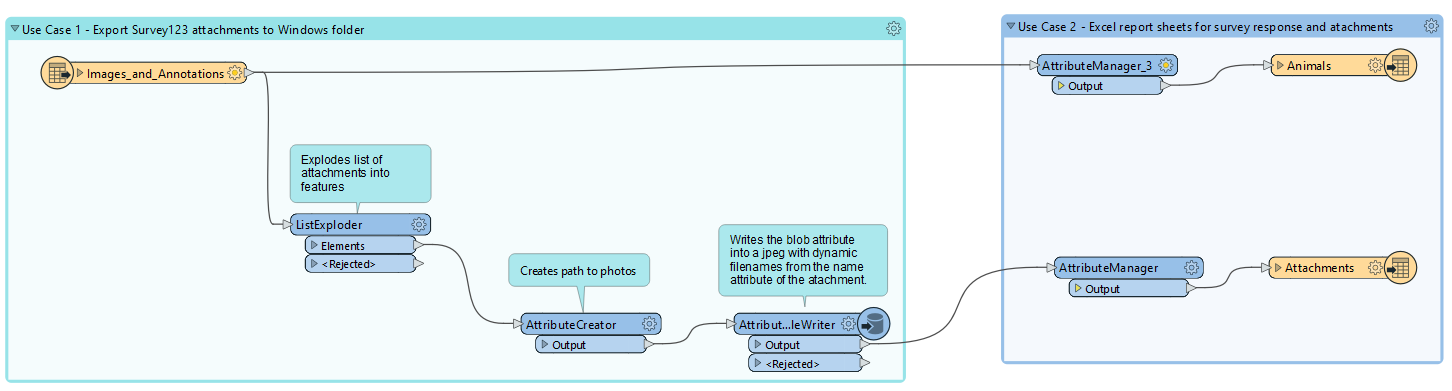 Use Case 1 - Export Survey123 attachments to Windows folder
Use Case 2 - Excel report sheets for survey response and atachments
Images_and_Annotations
AttributeManager_3
Output
Animals
Explodes list of
attachments into
features
ListExploder
Elements
<Rejected>
Creates path to photos
AttributeCreator
Output
Writes the blob attribute
into a jpeg with dynamic
filenames from the name
attribute of the atachment.
Attribut...leWriter
Output
<Rejected>
AttributeManager
Output
Attachments